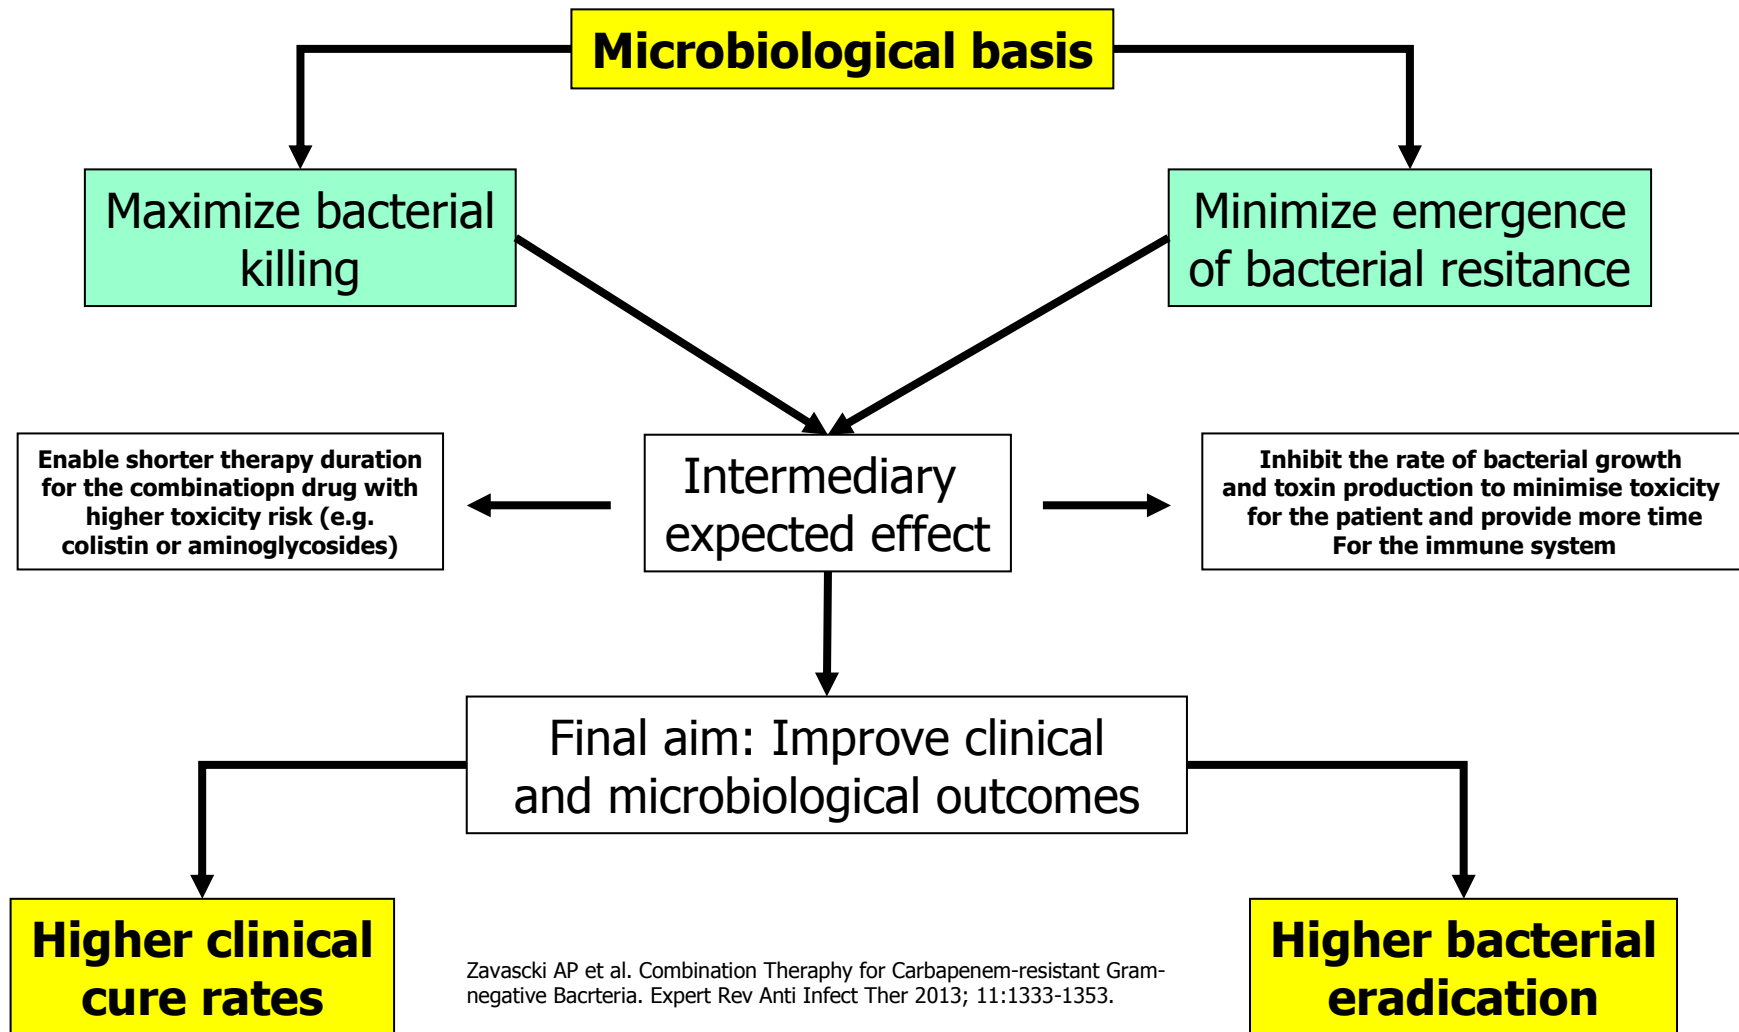 Microbiological basis
Maximize bacterial
killing
Minimize emergence
of bacterial resitance
Enable shorter therapy duration
for the combinatiopn drug with
higher toxicity risk (e.g.
colistin or aminoglycosides)
Intermediary
expected effect
Inhibit the rate of bacterial growth
and toxin production to minimise toxicity
for the patient and provide more time
For the immune system
Final aim: Improve clinical
and microbiological outcomes
Higher clinical
cure rates
Zavascki AP et al. Combination Theraphy for Carbapenem-resistant Gram-
negative Bacrteria. Expert Rev Anti Infect Ther 2013; 11:1333-1353.
Higher bacterial
eradication